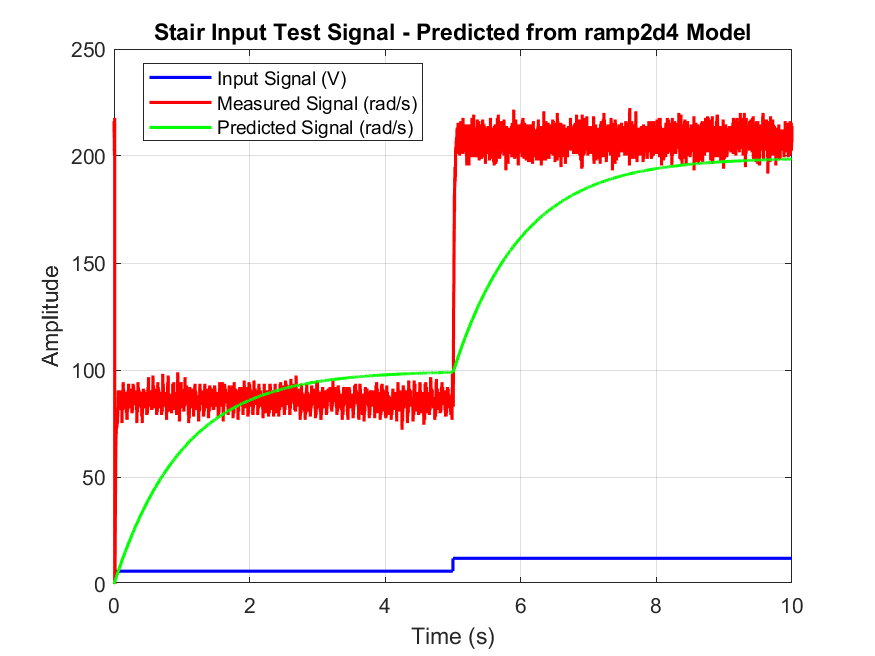 Stair Input Test Signal - Predicted from ramp2d4 Model
250
200
150
100
50
0
Amplitude
Input Signal (V)
Measured Signal (rad/s)
Predicted Signal (rad/s)
0 2 4 6 8 10
Time (s)